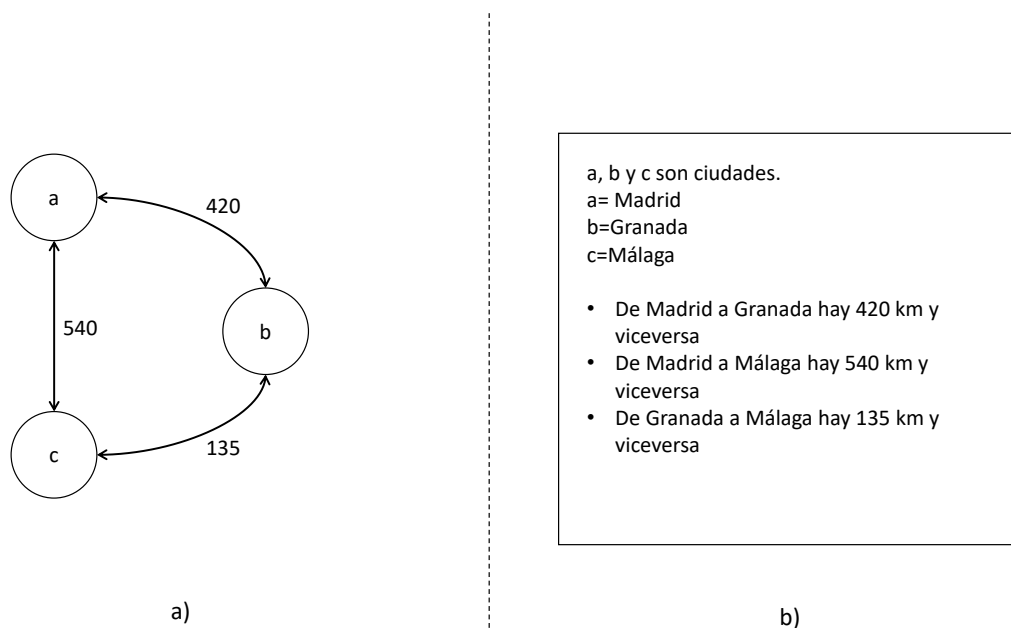 a
420
540
b
135
c
a)
a, b y c son ciudades.
a= Madrid
b=Granada
c=Málaga
• De Madrid a Granada hay 420 km y
viceversa
• De Madrid a Málaga hay 540 km y
viceversa
• De Granada a Málaga hay 135 km y
viceversa
b)